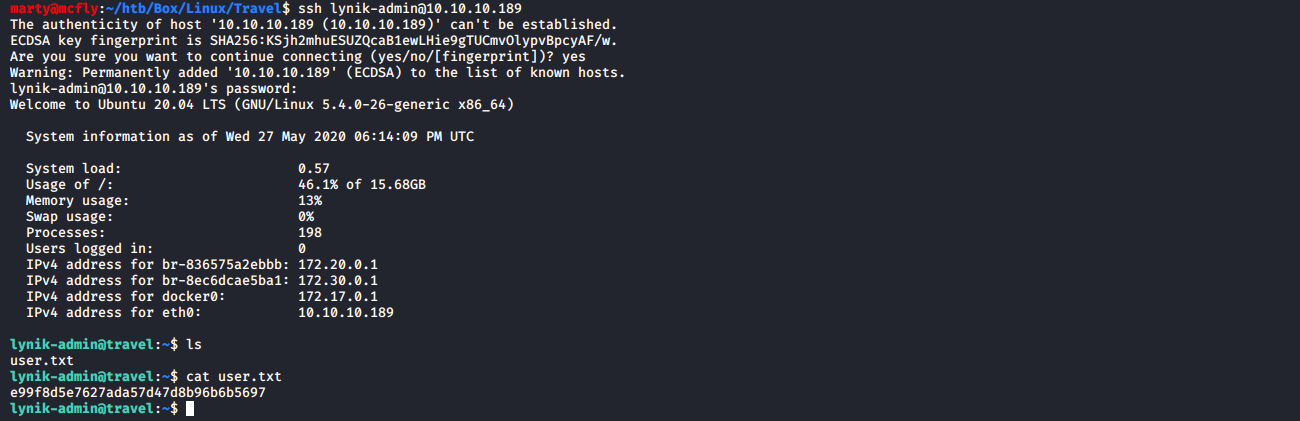 marty@mcfly:~/htb/Box/Linux/Travel$ ssh lynik-admin@10.10.10.189
The authenticity of host '10.10.10.189 (10.10.10.189)' can't be established.
ECDSA key fingerprint is SHA256:KSjh2mhuESUZQcaB1ewLHie9gTUCmvOlypvBpcyAF/w.
Are you sure you want to continue connecting (yes/no/[fingerprint])? yes
Warning: Permanently added '10.10.10.189' (ECDSA) to the list of known hosts.
lynik-admin@10.10.10.189's password:
Welcome to Ubuntu 20.04 LTS (GNU/Linux 5.4.0-26-generic x86_64)
System information as of Wed 27 May 2020 06:14:09 PM UTC
System load: 0.57
Usage of /: 46.1% of 15.68GB
Memory usage: 13%
Swap usage: 0%
Processes: 198
Users logged in: 0
IPv4 address for br-836575a2ebbb: 172.20.0.1
IPv4 address for br-8ec6dcae5ba1: 172.30.0.1
IPv4 address for docker0: 172.17.0.1
IPv4 address for eth0: 10.10.10.189
lynik-admin@travel:~$ ls
user.txt
lynik-admin@travel:~$ cat user.txt
e99f8d5e7627ada57d47d8b96b6b5697
lynik-admin@travel:~$